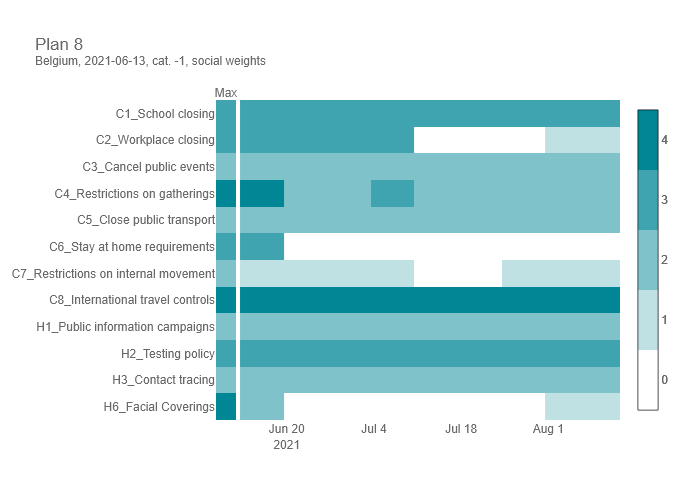 Plan 8
Belgium, 2021-06-13, cat. -1, social weights
Max
C1_School closing
C2_Workplace closing
C3_Cancel public events
C4_Restrictions on gatherings
C5_Close public transport
C6_Stay at home requirements
C7_Restrictions on internal movement
C8_International travel controls
H1_Public information campaigns
H2_Testing policy
H3_Contact tracing
H6_Facial Coverings
Jun 20 Jul 4 Jul 18 Aug 1
2021
4
3
2
1
0